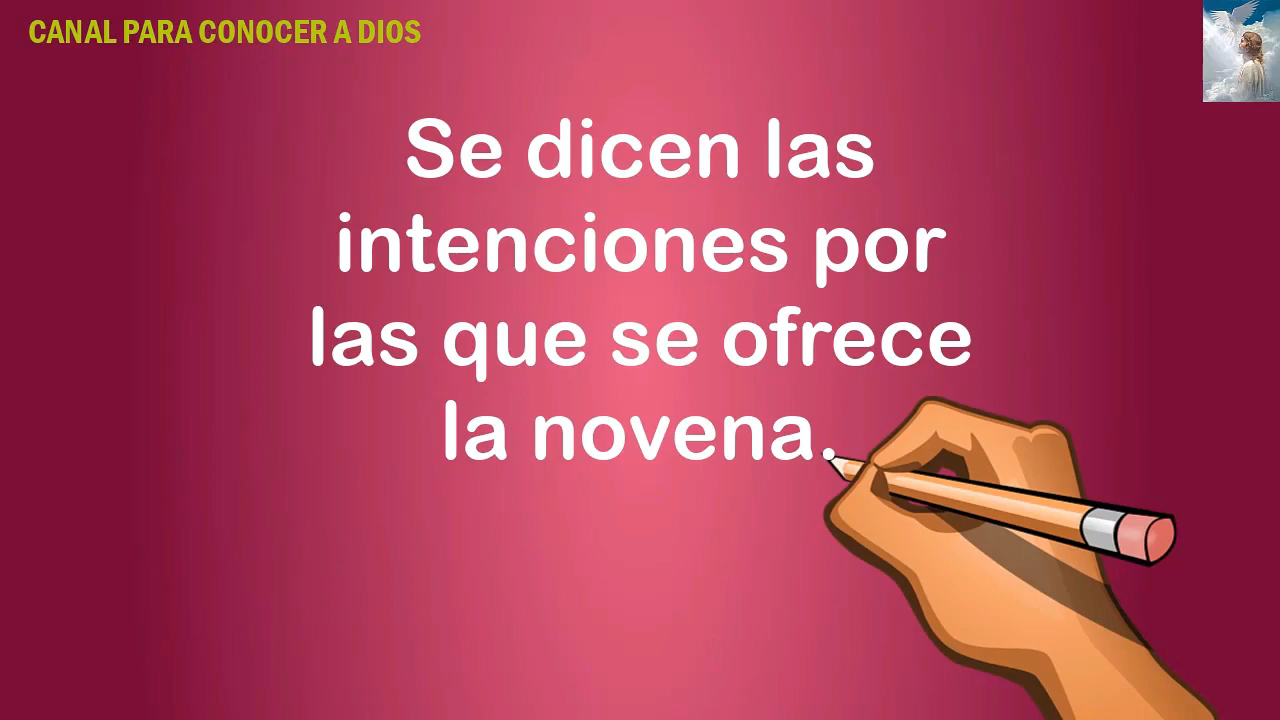 CANAL PARA CONOCER A DIOS
Se dicen las
intenciones por
las que se ofrece
la novena.